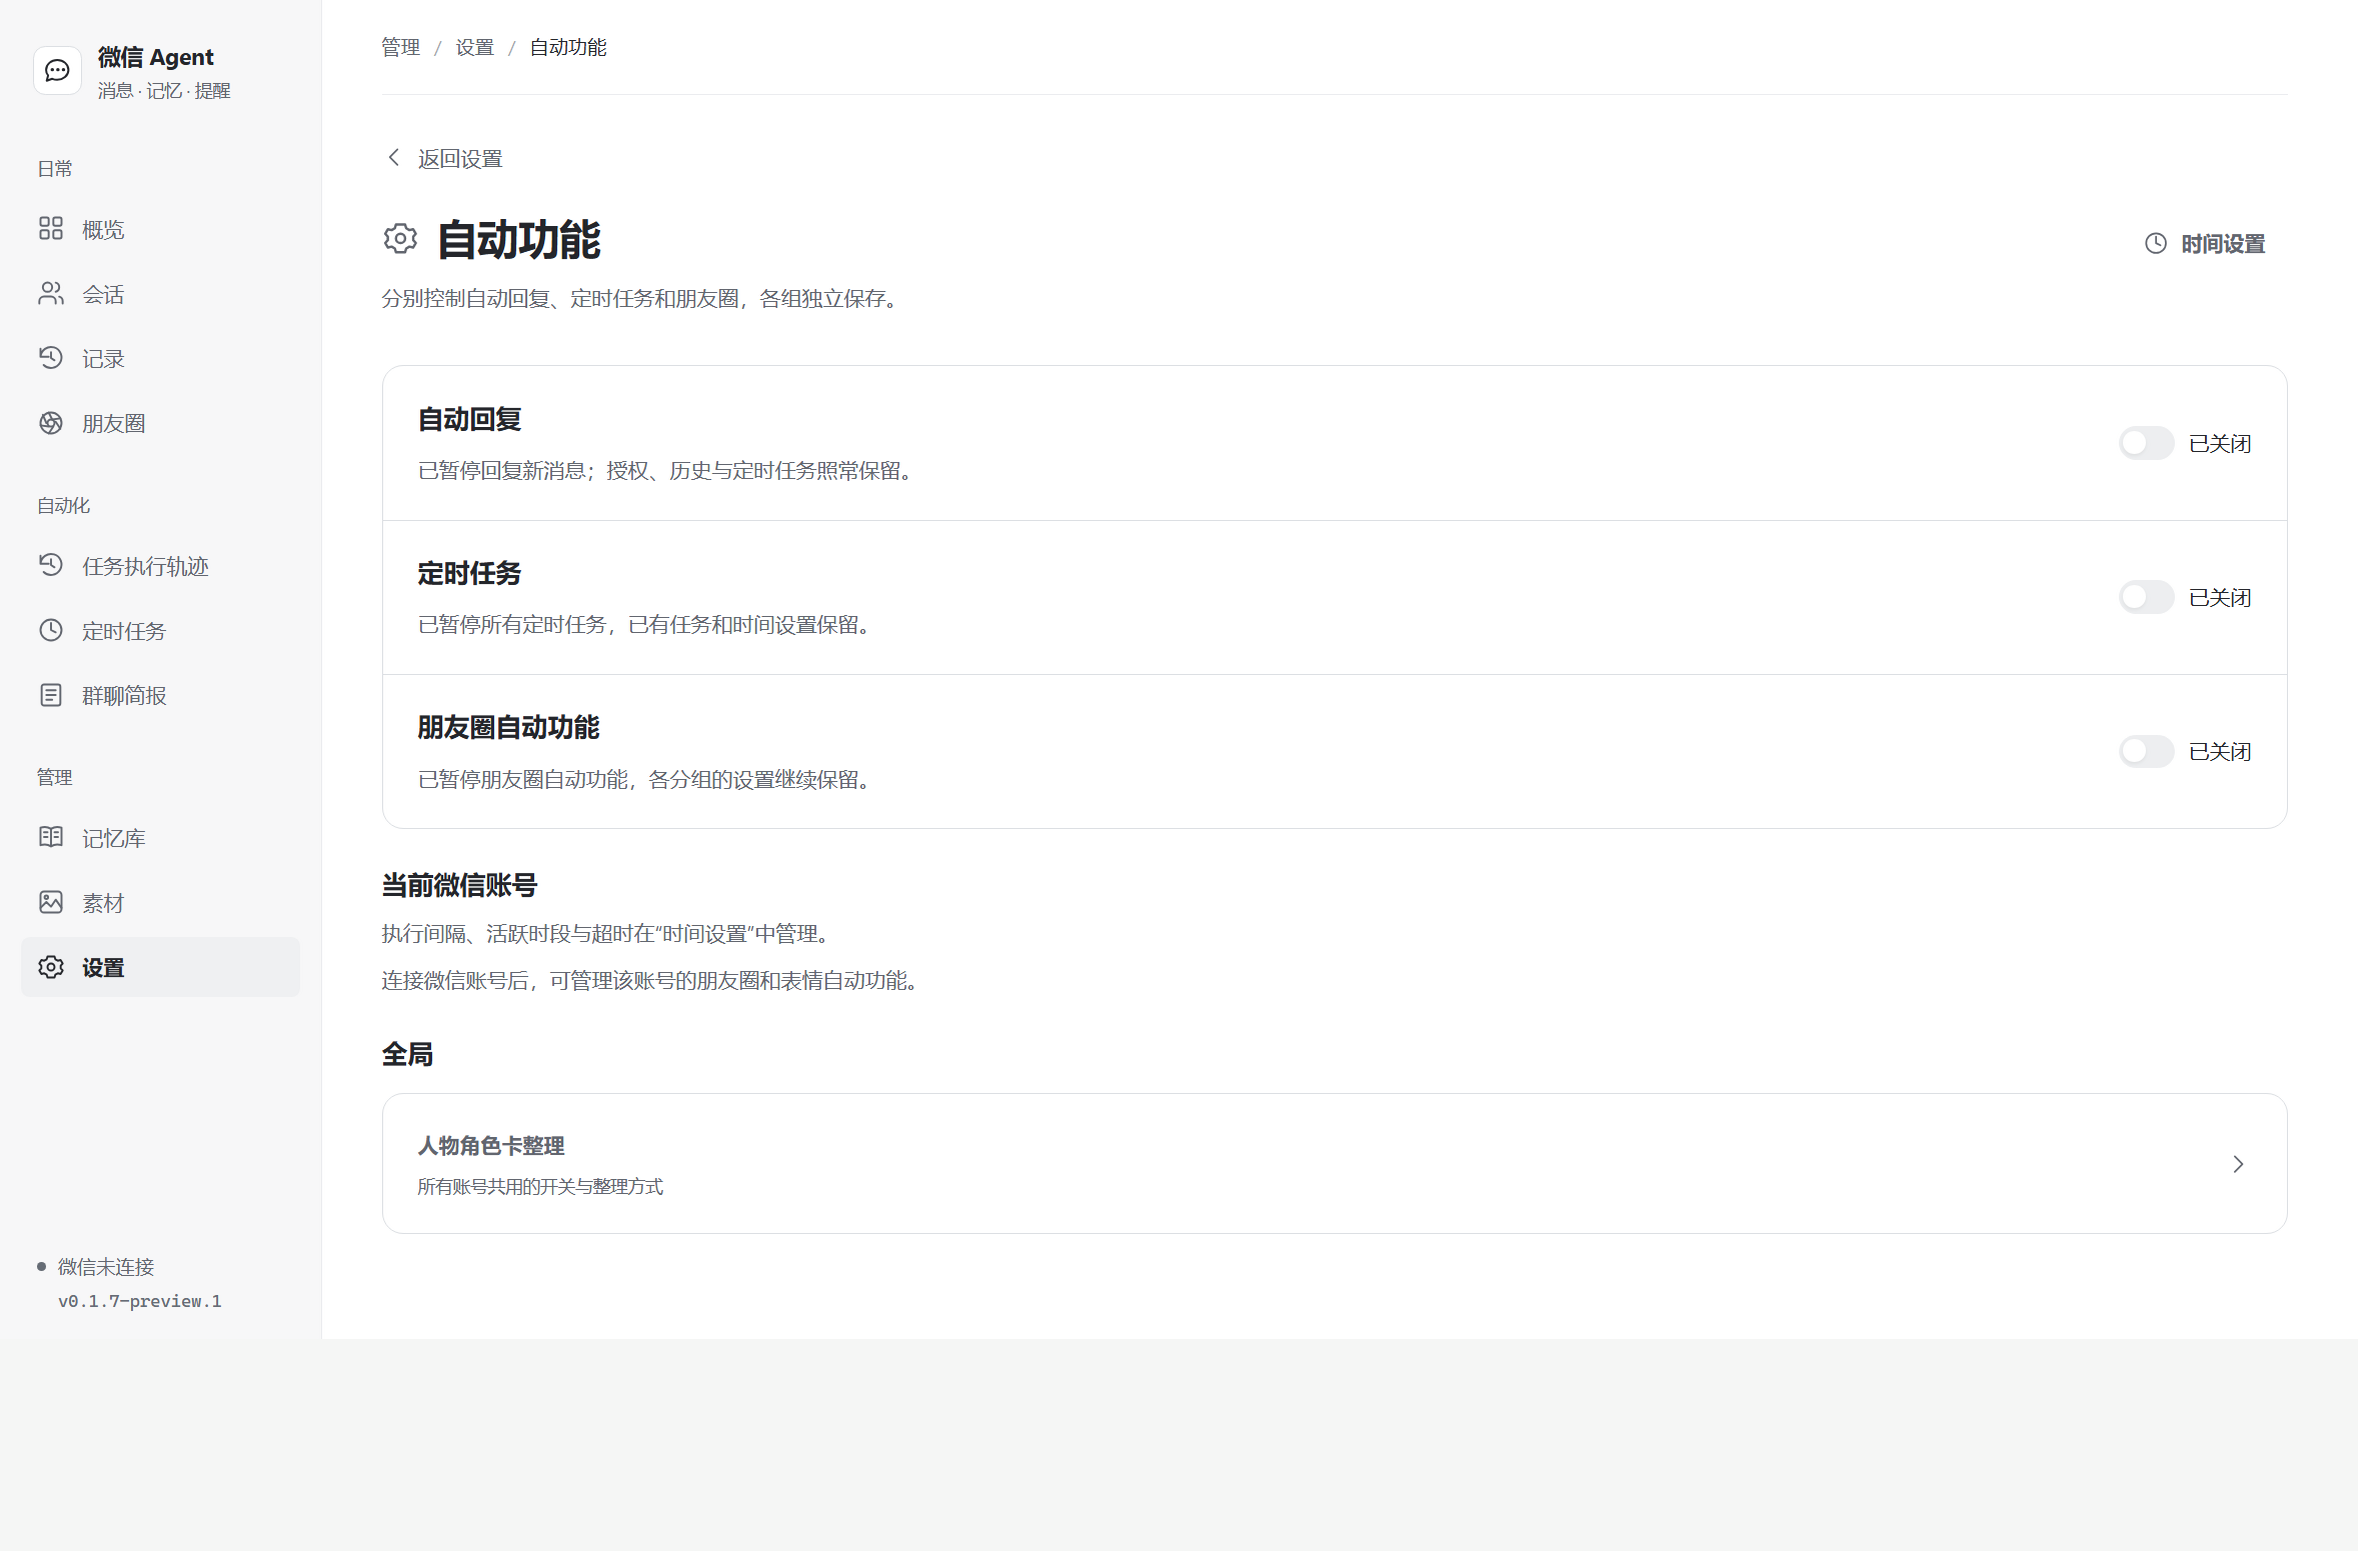 微信 Agent
消息 · 记忆 · 提醒
日常
概览
会话
记录
朋友圈
自动化
任务执行轨迹
定时任务
群聊简报
管理
记忆库
素材
设置
微信未连接
v0.1.7-preview.1
管理 / 设置 / 自动功能
返回设置
自动功能
时间设置
分别控制自动回复、定时任务和朋友圈，各组独立保存。
自动回复
已暂停回复新消息；授权、历史与定时任务照常保留。
已关闭
定时任务
已暂停所有定时任务，已有任务和时间设置保留。
已关闭
朋友圈自动功能
已暂停朋友圈自动功能，各分组的设置继续保留。
已关闭
当前微信账号
执行间隔、活跃时段与超时在“时间设置”中管理。
连接微信账号后，可管理该账号的朋友圈和表情自动功能。
全局
人物角色卡整理
所有账号共用的开关与整理方式